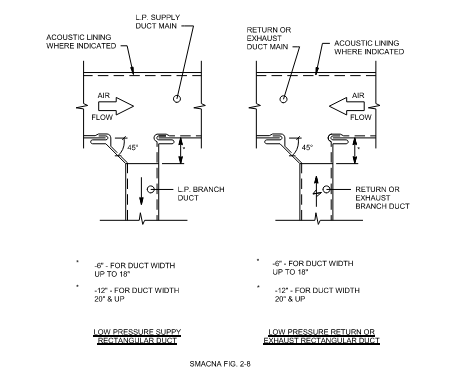 L.P. SUPPLY
DUCT MAIN
ACOUSTIC LINING
WHERE INDICATED
AIR
FLOW
45°
*
L.P. BRANCH
DUCT
* -6" - FOR DUCT WIDTH
UP TO 18"
* -12" - FOR DUCT WIDTH
20" & UP
LOW PRESSURE SUPPY
RECTANGULAR DUCT
RETURN OR
EXHAUST
DUCT MAIN
ACOUSTIC LINING
WHERE INDICATED
AIR
FLOW
45°
*
RETURN OR
EXHAUST
BRANCH DUCT
* -6" - FOR DUCT WIDTH
UP TO 18"
* -12" - FOR DUCT WIDTH
20" & UP
LOW PRESSURE RETURN OR
EXHAUST RECTANGULAR DUCT
SMACNA FIG. 2-8